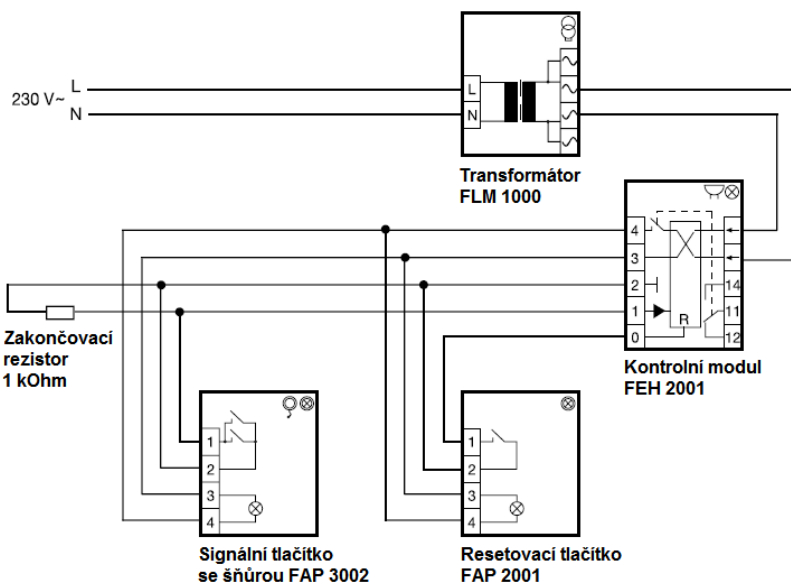 L
230 V~
N
L
N
Transformátor
FLM 1000
4
3
2
1
0
R
14
11
12
Kontrolní modul
FEH 2001
Zakončovací
rezistor
1 kOhm
1
2
3
4
Signální tlačítko
se šňůrou FAP 3002
1
2
3
4
Resetovací tlačítko
FAP 2001